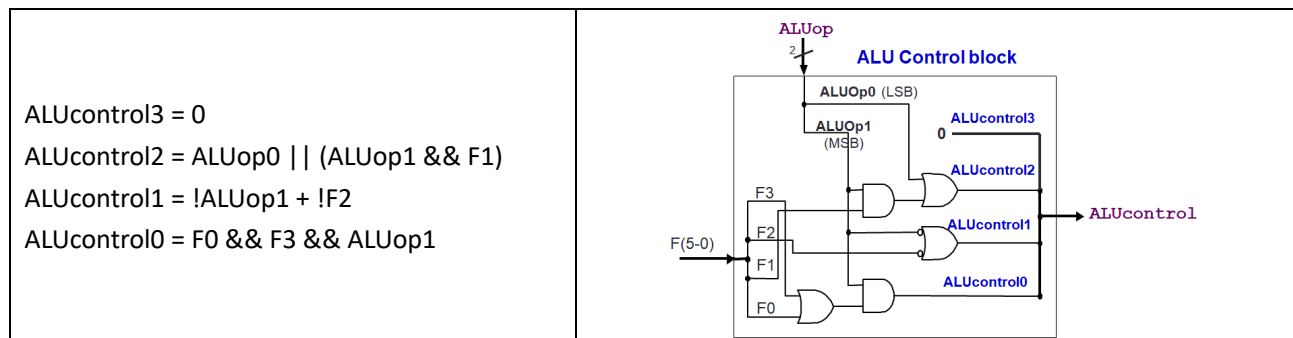 ALUcontrol3 = 0
ALUcontrol2 = ALUop0 || (ALUop1 && F1)
ALUcontrol1 = !ALUop1 + !F2
ALUcontrol0 = F0 && F3 && ALUop1
ALUop
2
ALU Control block
ALUOp0 (LSB)
ALUOp1
(MSB)
ALUcontrol3
0
ALUcontrol2
F3
ALUcontrol
F2
ALUcontrol1
F(5-0)
F1
ALUcontrol0
F0